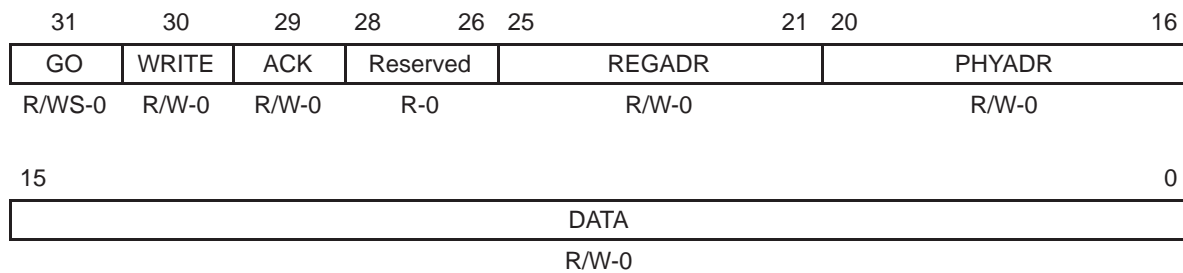 31 30 29 28 26 25 21 20 16
GO WRITE ACK Reserved REGADR PHYADR
R/WS-0 R/W-0 R/W-0 R-0 R/W-0 R/W-0
15 0
DATA
R/W-0